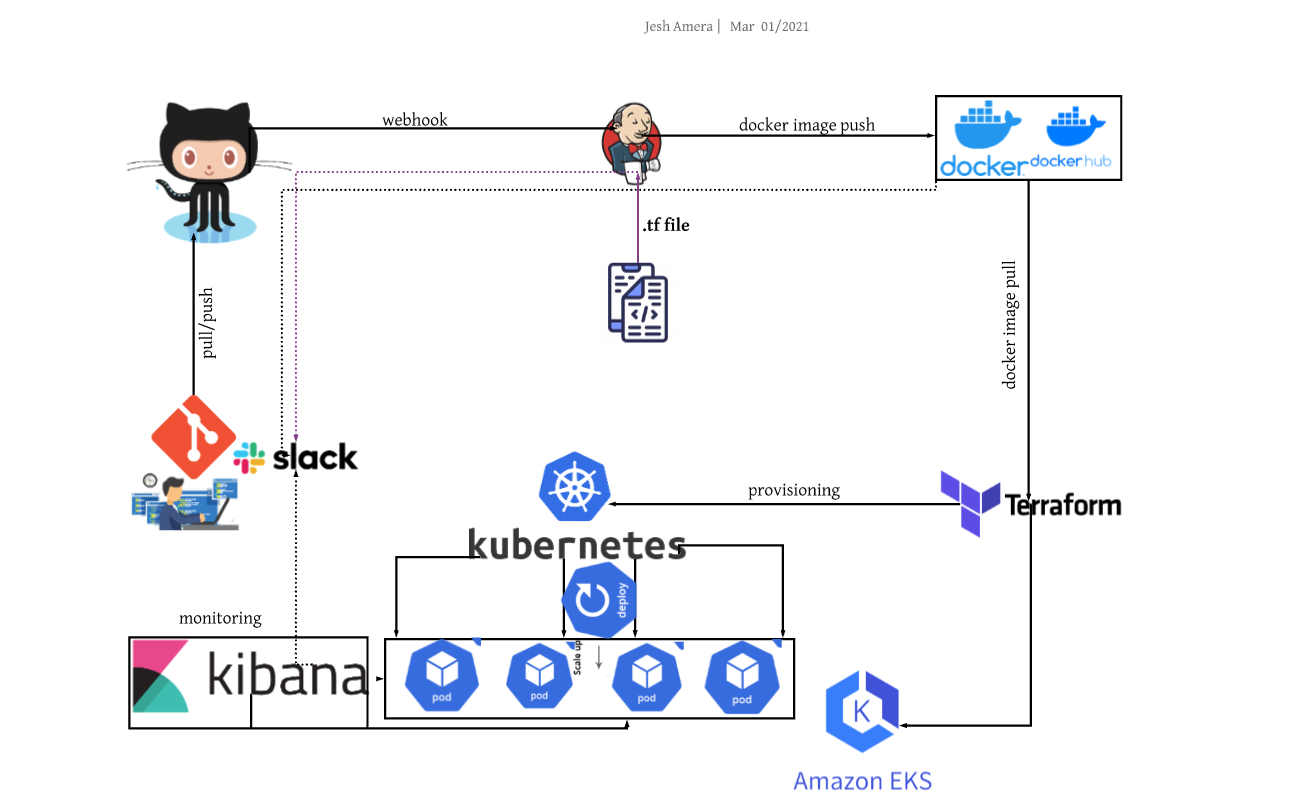 Jesh Amera | Mar 01/2021
webhook
docker image push
docker
docker hub
.tf file
pull/push
docker image pull
slack
provisioning
Terraform
kubernetes
deploy
monitoring
kibana
Scale up
pod
pod
pod
pod
K
Amazon EKS